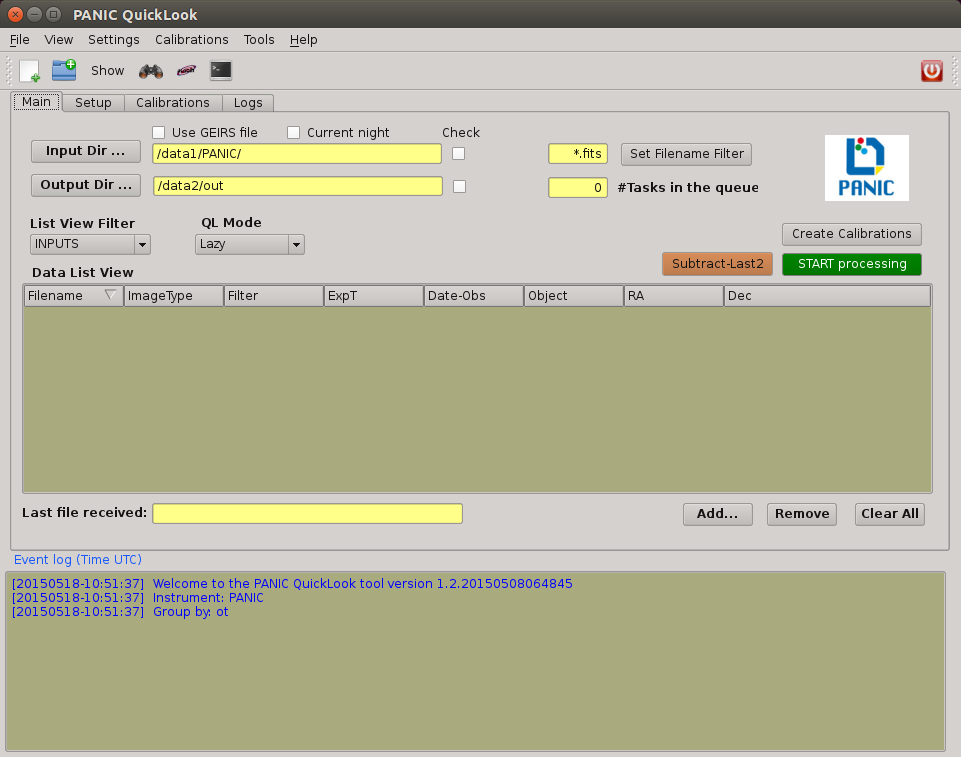 PANIC QuickLook
File View Settings Calibrations Tools Help
Show
Main Setup Calibrations Logs
Use GEIRS file Current night Check
Input Dir ... /data1/PANIC/ *.fits Set Filename Filter
Output Dir ... /data2/out 0 #Tasks in the queue
PANIC
List View Filter QL Mode
INPUTS Lazy Create Calibrations
Data List View Subtract-Last2 START processing
Filename ImageType Filter ExpT Date-Obs Object RA Dec
Last file received: Add... Remove Clear All
Event log (Time UTC)
[20150518-10:51:37] Welcome to the PANIC QuickLook tool version 1.2.20150508064845
[20150518-10:51:37] Instrument: PANIC
[20150518-10:51:37] Group by: ot